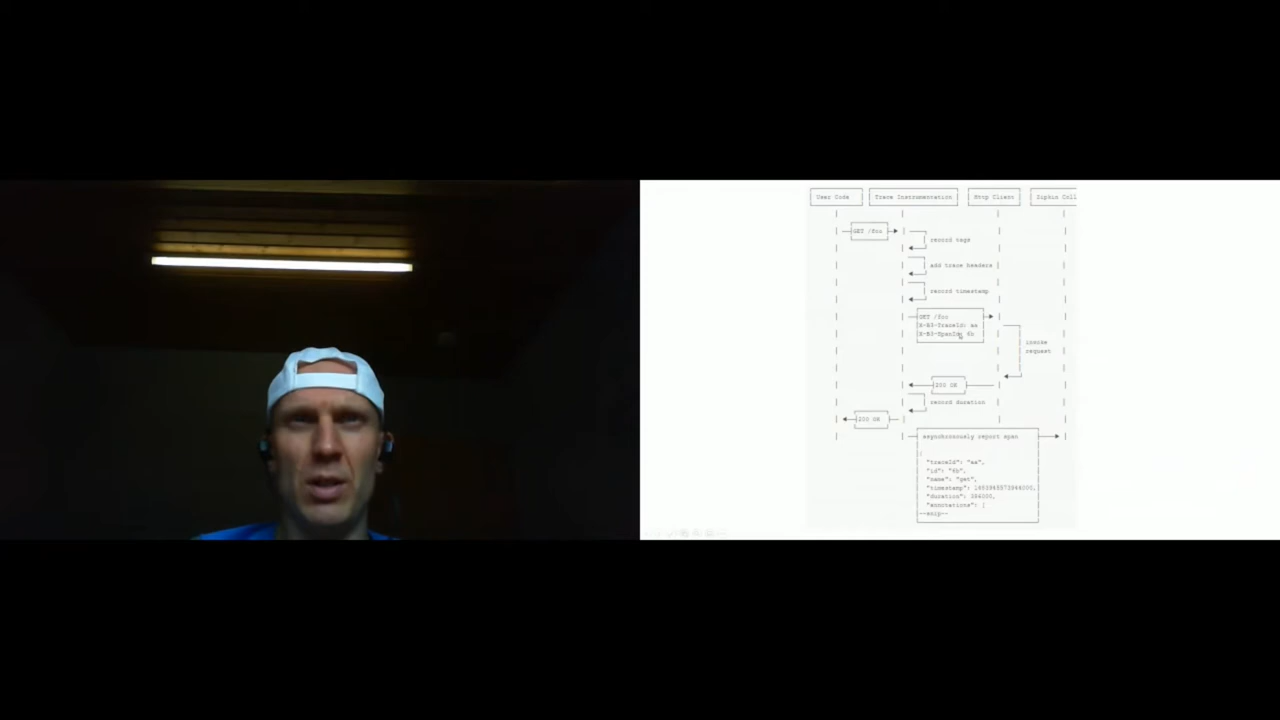 User Code
Trace Instrumentation
Http Client
Zipkin Coll
GET /foo
record tags
add trace headers
record timestamp
GET /foo
X-B3-TraceId: aa
X-B3-SpanId: 6b
invoke
request
200 OK
record duration
200 OK
asynchronously report span
{
"traceId": "aa",
"id": "6b",
"name": "get",
"timestamp":
"duration": 386000,
"annotations": [
--snip--